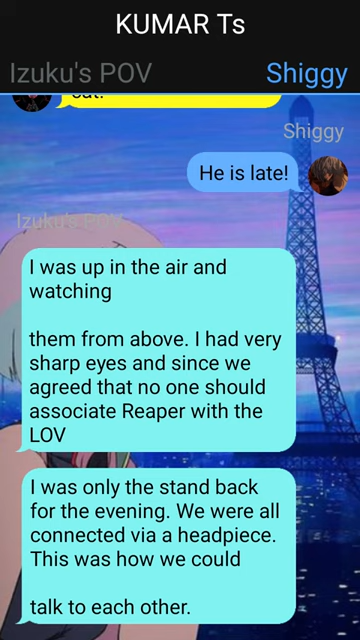 KUMAR Ts
Izuku's POV
Shiggy
out!
Shiggy
He is late!
Izuku's POV
I was up in the air and
watching
them from above. I had very
sharp eyes and since we
agreed that no one should
associate Reaper with the
LOV
I was only the stand back
for the evening. We were all
connected via a headpiece.
This was how we could
talk to each other.